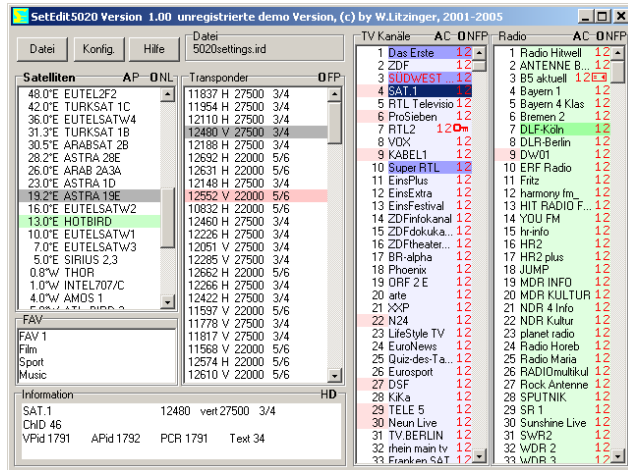 SetEdit5020 Version 1.00 unregistrierte demo Version, (c) by W.Litzinger, 2001-2005
Datei
Konfig.
Hilfe
Datei
5020settings.ird
Satelliten AP ONL
48.0°E EUTEL2F2
42.0°E TURKSAT 1C
36.0°E EUTELSATW4
31.3°E TURKSAT 1B
30.5°E ARABSAT 2B
28.2°E ASTRA 28E
26.0°E ARAB 2A3A
23.0°E ASTRA 1D
19.2°E ASTRA 19E
16.0°E EUTELSATW2
13.0°E HOTBIRD
10.0°E EUTELSATW1
7.0°E EUTELSATW3
5.0°E SIRIUS 2,3
0.8°W THOR
1.0°W INTEL707/C
4.0°W AMOS 1
FAV
FAV 1
Film
Sport
Music
Transponder OFP
11837 H 27500 3/4
11954 H 27500 3/4
12110 H 27500 3/4
12480 V 27500 3/4
12188 H 27500 3/4
12692 H 22000 5/6
12631 H 22000 5/6
12148 H 27500 3/4
12552 V 22000 5/6
10832 H 22000 5/6
12460 H 27500 3/4
12226 H 27500 3/4
12051 V 27500 3/4
12285 V 27500 3/4
12662 H 22000 5/6
12266 H 27500 3/4
12422 H 27500 3/4
11597 V 22000 5/6
11778 V 27500 3/4
11817 V 27500 3/4
11568 V 22000 5/6
12574 H 22000 5/6
12610 V 22000 5/6
Information HD
SAT.1 12480 vert 27500 3/4
ChID 46
VPid 1791 APid 1792 PCR 1791 Text 34
TV Kanäle AC ONFP
1 Das Erste 12
2 ZDF 12
3 SÜDWEST ... 12
4 SAT.1 12
5 RTL Televisio 12
6 ProSieben 12
7 RTL2 12
8 VOX 12
9 KABEL1 12
10 Super RTL 12
11 EinsPlus 12
12 EinsExtra 12
13 EinsFestival 12
14 ZDFinfokanal 12
15 ZDFdokuka... 12
16 ZDFtheater... 12
17 BR-alpha 12
18 Phoenix 12
19 ORF 2 E 12
20 arte 12
21 XXP 12
22 N24 12
23 LifeStyle TV 12
24 EuroNews 12
25 Quiz-des-Ta... 12
26 Eurosport 12
27 DSF 12
28 KiKa 12
29 TELE 5 12
30 Neun Live 12
31 TV.BERLIN 12
32 rhein main tv 12
33 Franken SAT 12
Radio AC ONFP
1 Radio Hitwell 12
2 ANTENNE B... 12
3 B5 aktuell 12
4 Bayern 1 12
5 Bayern 4 Klas 12
6 Bremen 2 12
7 DLF-Köln 12
8 DLR-Berlin 12
9 DW01 12
10 ERF Radio 12
11 Fritz 12
12 harmony fm_ 12
13 HIT RADIO F... 12
14 YOU FM 12
15 hr-info 12
16 HR2 12
17 HR2 plus 12
18 JUMP 12
19 MDR INFO 12
20 MDR KULTUR 12
21 NDR 4 Info 12
22 NDR Kultur 12
23 planet radio 12
24 Radio Horeb 12
25 Radio Maria 12
26 RADIOmultikul 12
27 Rock Antenne 12
28 SPUTNIK 12
29 SR 1 12
30 Sunshine Live 12
31 SWR2 12
32 WDR 2 12
33 WDR 3 12